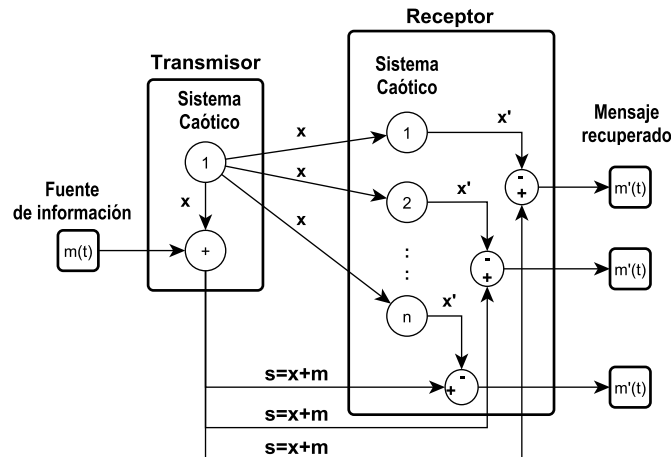 Receptor
Transmisor
Sistema
Caótico
Sistema
Caótico
Mensaje
recuperado
Fuente
de información
m(t)
1
x
x
x
x
+
1
2
:
:
n
x'
x'
x'
-
+
-
+
-
+
m'(t)
m'(t)
m'(t)
s=x+m
s=x+m
s=x+m